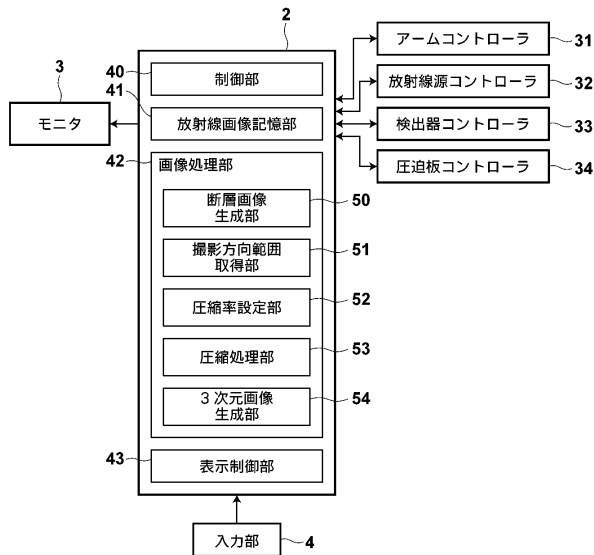 2
アームコントローラ 31
3
40 制御部
放射線源コントローラ 32
41
モニタ
放射線画像記憶部
検出器コントローラ 33
42 画像処理部
圧迫板コントローラ 34
断層画像
生成部
50
撮影方向範囲
取得部
51
圧縮率設定部 52
圧縮処理部 53
3次元画像
生成部
54
43 表示制御部
入力部 4